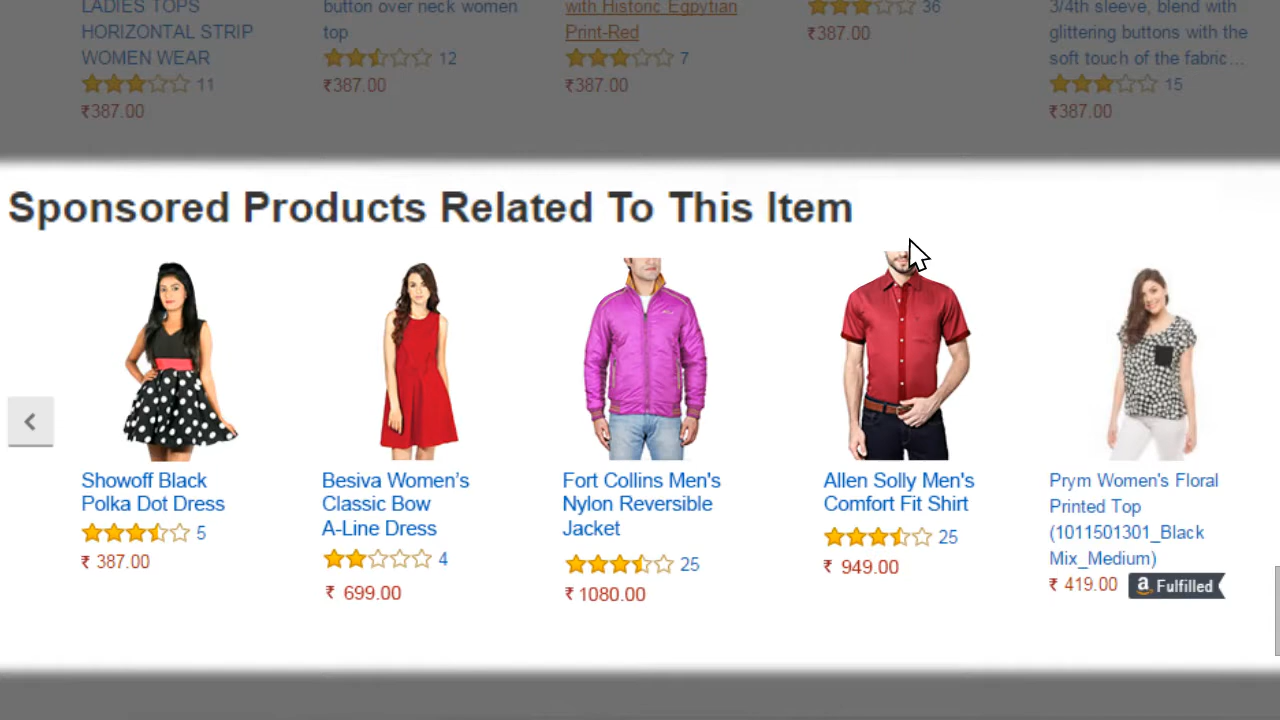 LADIES TOPS
HORIZONTAL STRIP
WOMEN WEAR
11
₹387.00
button over neck women
top
12
₹387.00
with Historic Egpytian
Print-Red
7
₹387.00
36
₹387.00
3/4th sleeve, blend with
glittering buttons with the
soft touch of the fabric...
15
₹387.00
Sponsored Products Related To This Item
Showoff Black
Polka Dot Dress
5
₹ 387.00
Besiva Women’s
Classic Bow
A-Line Dress
4
₹ 699.00
Fort Collins Men's
Nylon Reversible
Jacket
25
₹ 1080.00
Allen Solly Men's
Comfort Fit Shirt
25
₹ 949.00
Prym Women's Floral
Printed Top
(1011501301_Black
Mix_Medium)
₹ 419.00 a Fulfilled